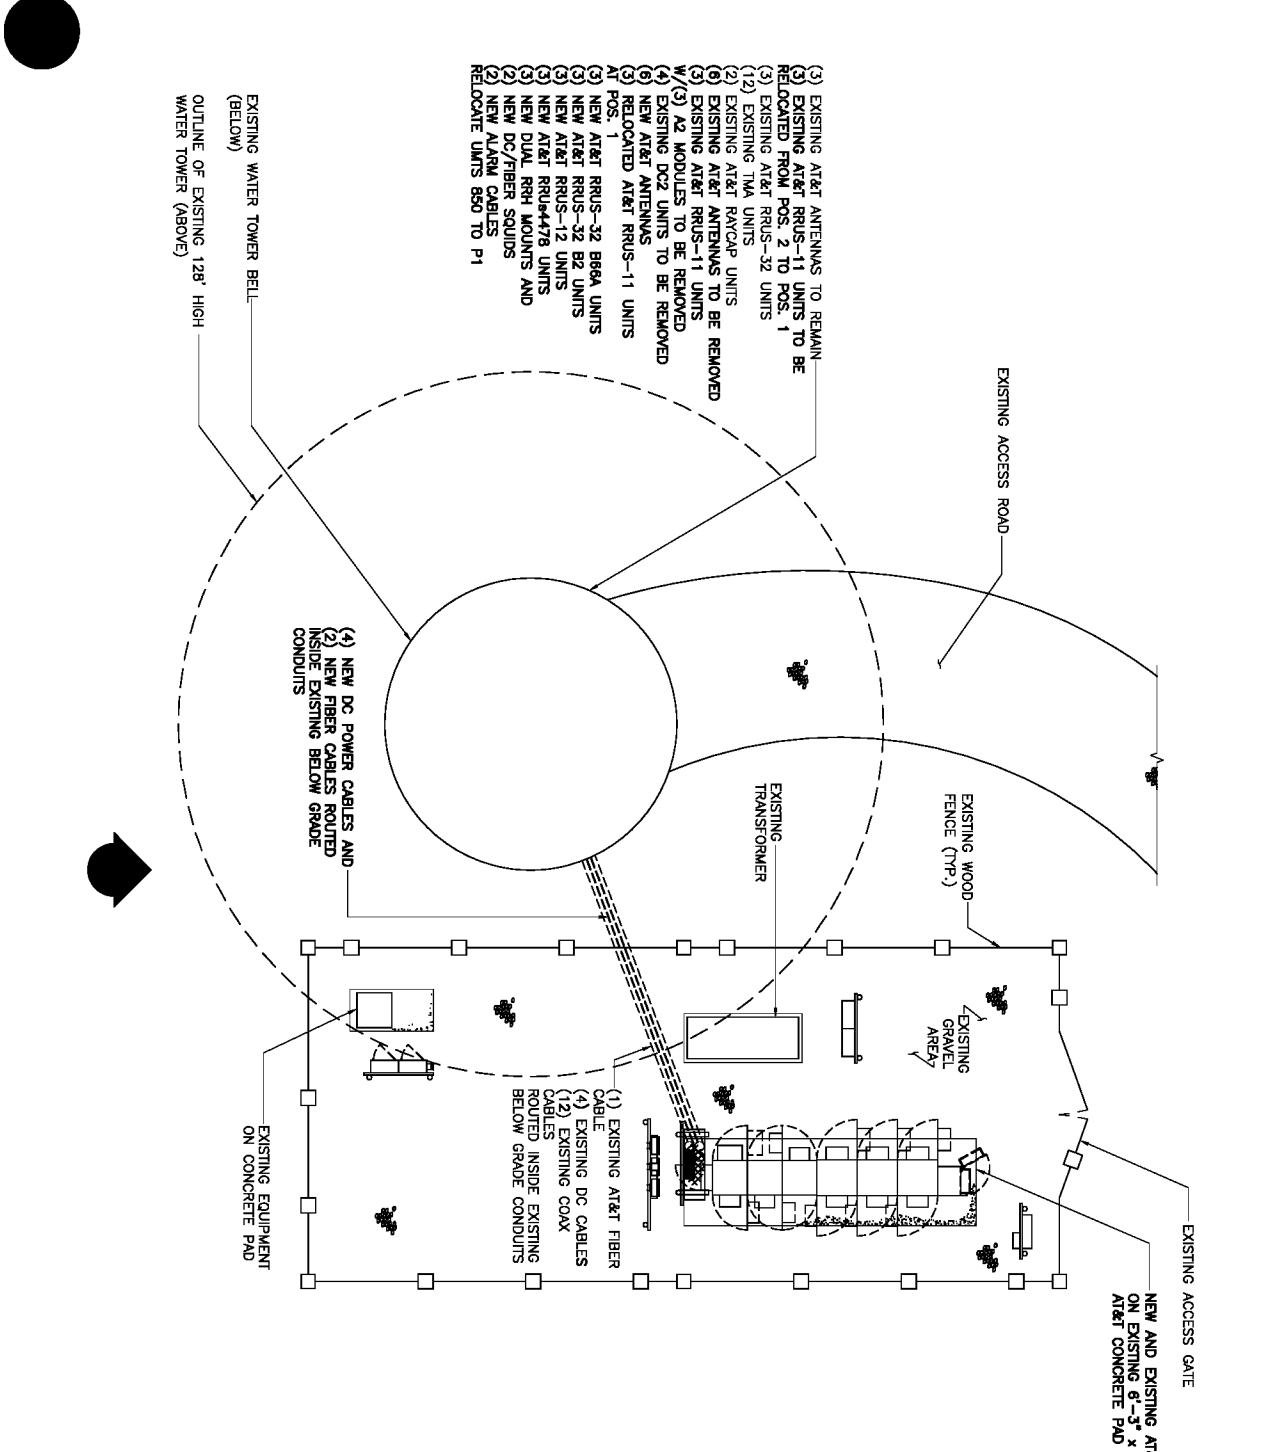 (3) EXISTING AT&T ANTENNAS TO REMAIN
(3) EXISTING AT&T RRUS-11 UNITS TO BE
RELOCATED FROM POS. 2 TO POS. 1
(3) EXISTING AT&T RRUS-32 UNITS
(12) EXISTING TMA UNITS
(2) EXISTING AT&T RAYCAP UNITS
(6) EXISTING AT&T ANTENNAS TO BE REMOVED
(3) EXISTING AT&T RRUS-11 UNITS
W/(3) A2 MODULES TO BE REMOVED
(4) EXISTING DC2 UNITS TO BE REMOVED
(6) NEW AT&T ANTENNAS
(3) RELOCATED AT&T RRUS-11 UNITS
AT POS. 1
(3) NEW AT&T RRUS-32 B66A UNITS
(3) NEW AT&T RRUS-32 B2 UNITS
(3) NEW AT&T RRUS-12 UNITS
(3) NEW AT&T RRUs4478 UNITS
(3) NEW DUAL RRH MOUNTS AND
(2) NEW DC/FIBER SQUIDS
(2) NEW ALARM CABLES
RELOCATE UMTS 850 TO P1
EXISTING WATER TOWER BELL
(BELOW)
OUTLINE OF EXISTING 128' HIGH
WATER TOWER (ABOVE)
EXISTING ACCESS ROAD
(4) NEW DC POWER CABLES AND
(2) NEW FIBER CABLES ROUTED
INSIDE EXISTING BELOW GRADE
CONDUITS
EXISTING WOOD
FENCE (TYP.)
EXISTING
TRANSFORMER
EXISTING
GRAVEL
AREA
(1) EXISTING AT&T FIBER
CABLE
(4) EXISTING DC CABLES
(12) EXISTING COAX
CABLES
ROUTED INSIDE EXISTING
BELOW GRADE CONDUITS
EXISTING EQUIPMENT
ON CONCRETE PAD
EXISTING ACCESS GATE
NEW AND EXISTING
ON EXISTING 6'-3" x
AT&T CONCRETE PAD